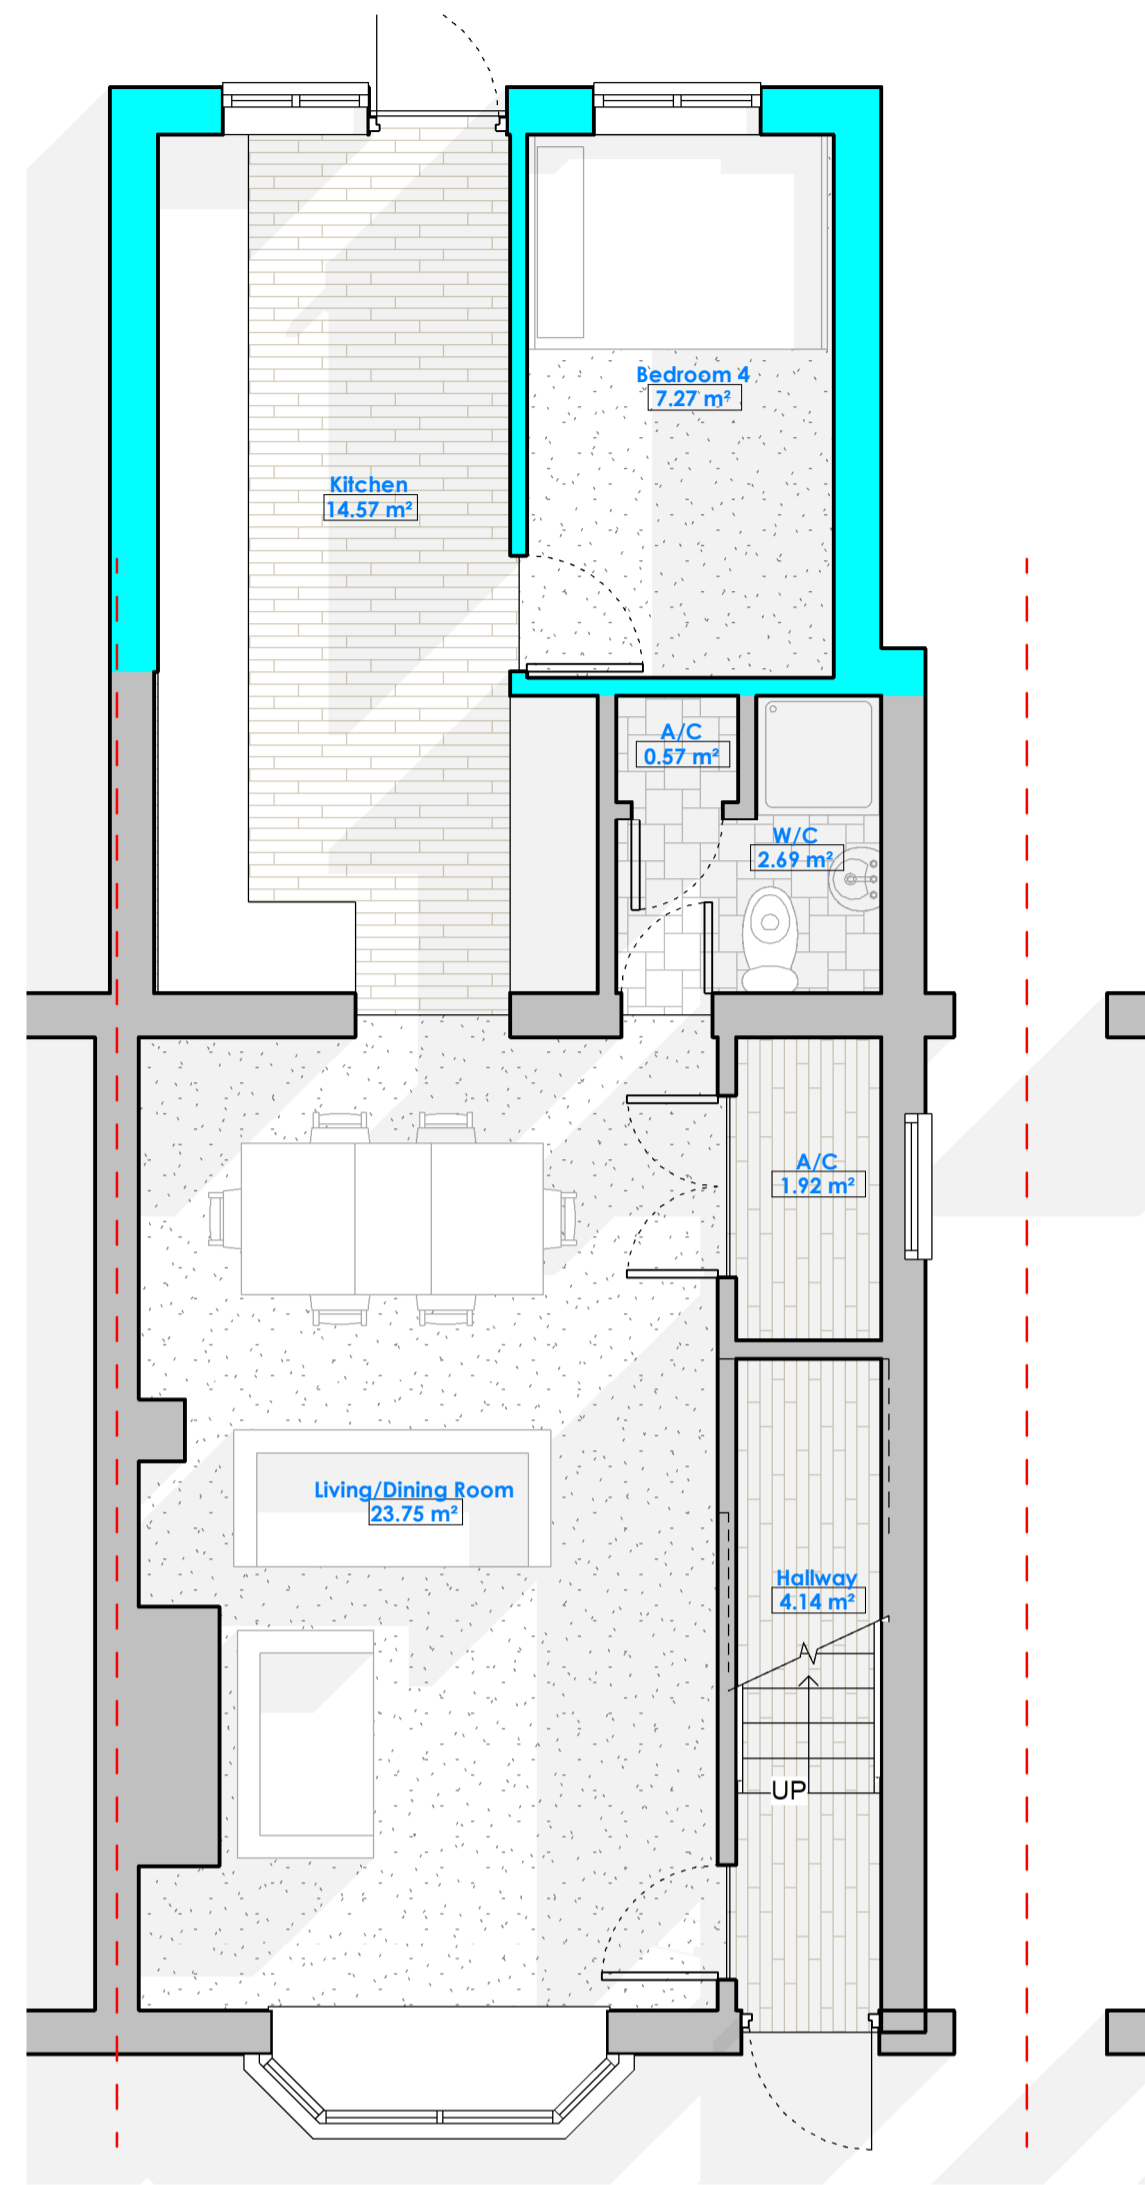 Bedroom 4
7.27 m²
Kitchen
14.57 m²
A/C
0.57 m²
W/C
2.69 m²
A/C
1.92 m²
Living/Dining Room
23.75 m²
Hallway
4.14 m²
UP